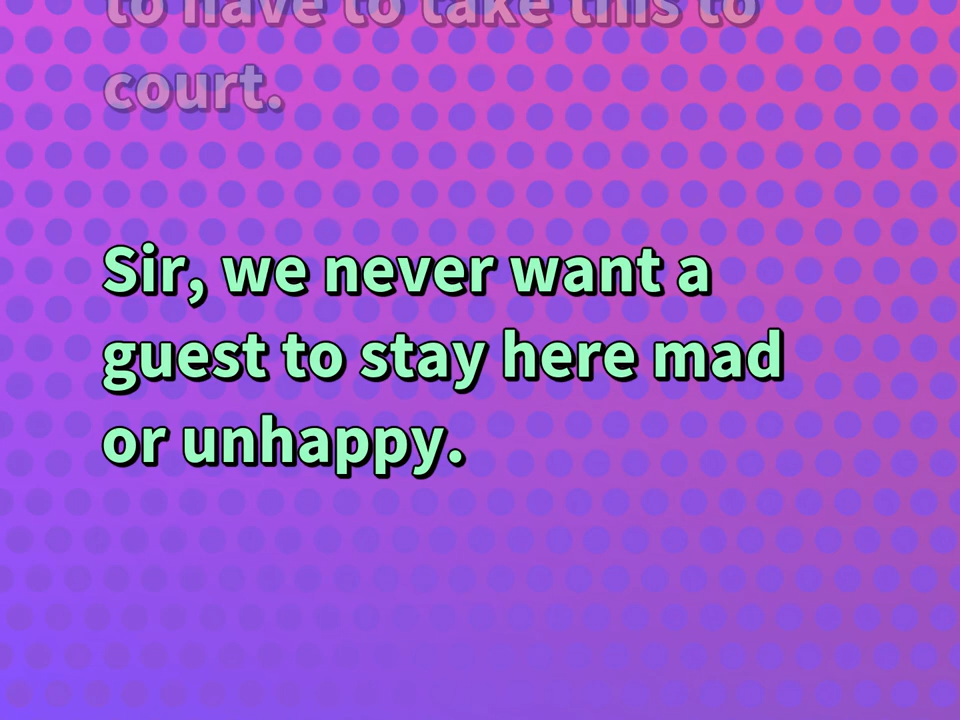 to have to take this to
court.
Sir, we never want a
guest to stay here mad
or unhappy.